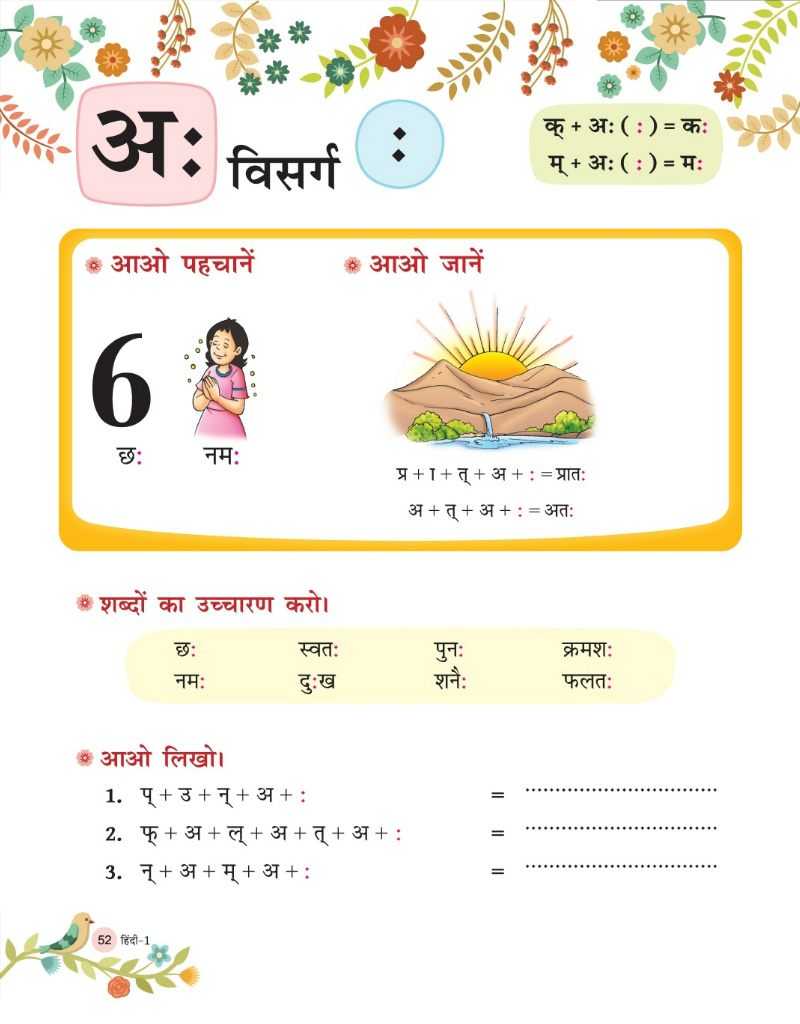 अः विसर्ग :
क् + अः ( : ) = कः
म् + अः ( : ) = मः
आओ पहचानें
6
छः नमः
आओ जानें
प्र + ा + त् + अ + : = प्रातः
अ + त् + अ + : = अतः
शब्दों का उच्चारण करो।
छः स्वतः पुनः क्रमशः
नमः दुःख शनैः फलतः
आओ लिखो।
1. प् + उ + न् + अ + : = ................................
2. फ् + अ + ल् + अ + त् + अ + : = ................................
3. न् + अ + म् + अ + : = ................................
52 हिंदी-1